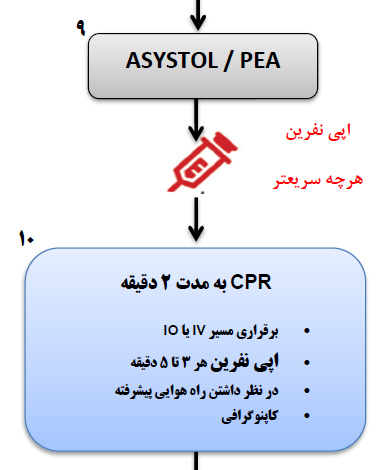 ۹
ASYSTOL / PEA
اپی نفرین
هرچه سریعتر
۱۰
CPR به مدت ۲ دقیقه
برقراری مسیر IV یا IO
اپی نفرین هر ۳ تا ۵ دقیقه
در نظر داشتن راه هوایی پیشرفته
کاپنوگرافی